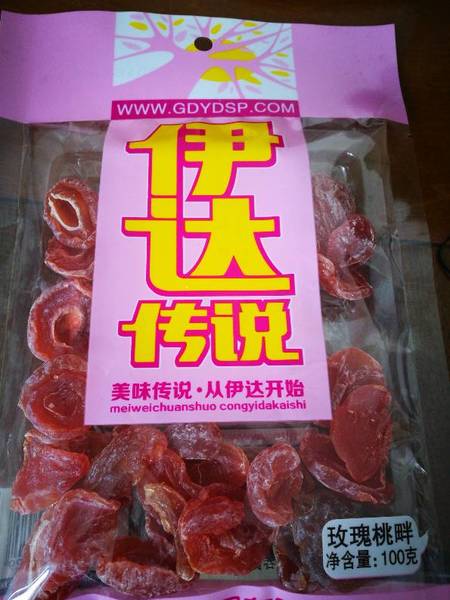 WWW.GDYDSP.COM
伊达
传说
美味传说·从伊达开始
meiweichuanshuo congyidakaishi
玫瑰桃畔
净含量:100克